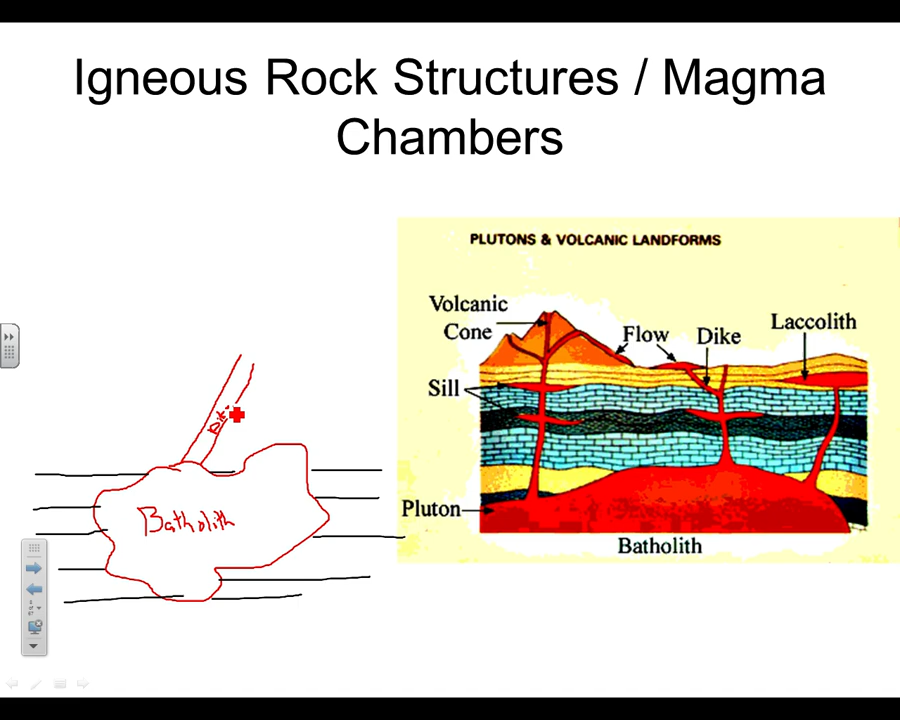 Igneous Rock Structures / Magma
Chambers
PLUTONS & VOLCANIC LANDFORMS
Volcanic
Cone
Flow
Dike
Laccolith
Sill
Pluton
Batholith
Batholith